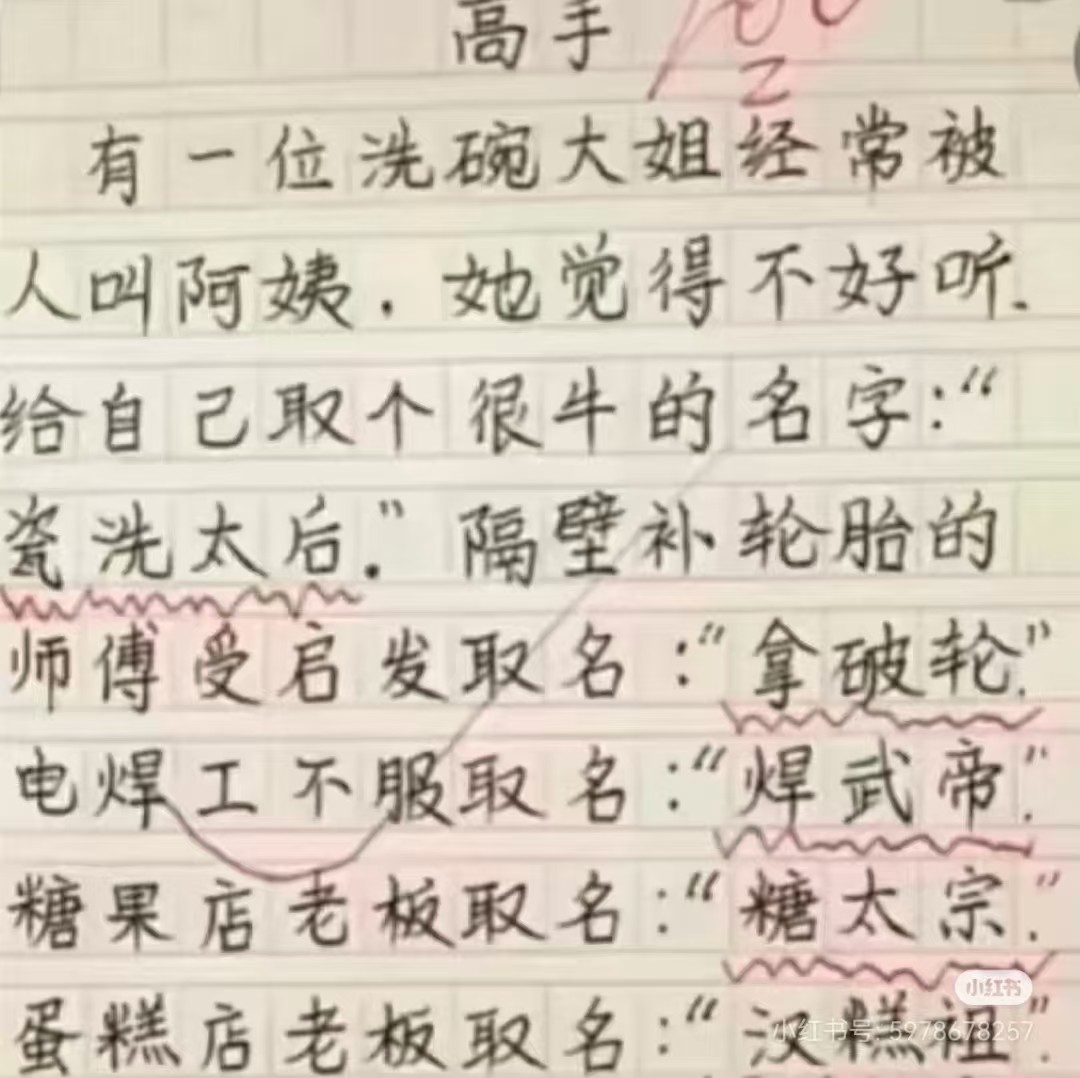 高手
有一位洗碗大姐经常被
人叫阿姨.她觉得不好听.
给自己取个很牛的名字:“
瓷洗太后.”隔壁补轮胎的
师傅受启发取名:“拿破轮.”
电焊工不服取名:“焊武帝.”
糖果店老板取名:“糖太宗.”
蛋糕店老板取名:“汉糕祖.”
小红书
小红书号: 5978678257